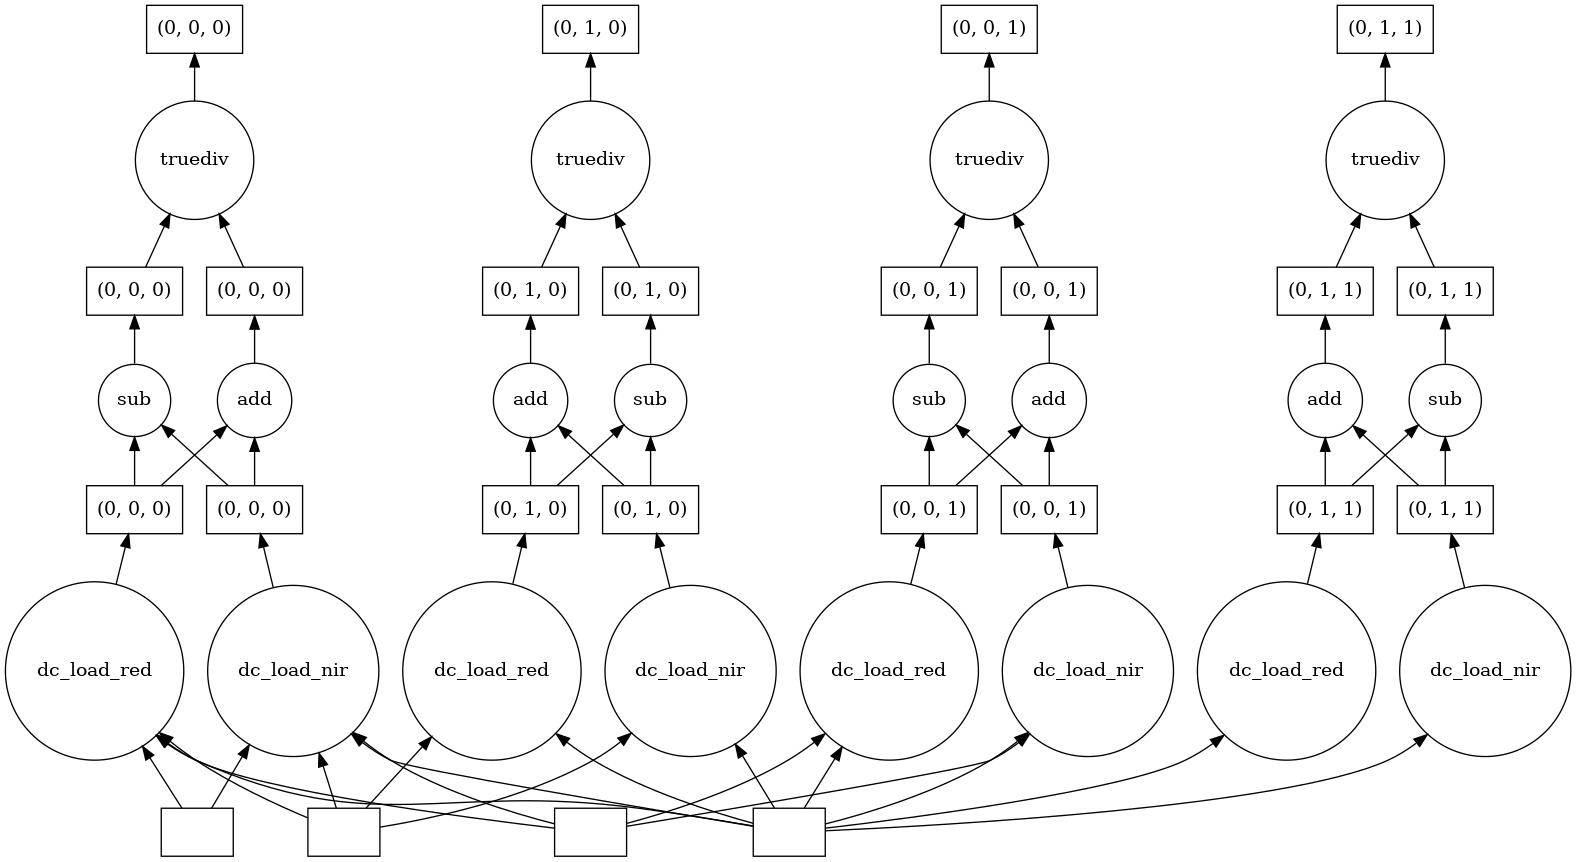 (0, 0, 0) (0, 1, 0) (0, 0, 1) (0, 1, 1)
truediv truediv truediv truediv
(0, 0, 0) (0, 0, 0) (0, 1, 0) (0, 1, 0) (0, 0, 1) (0, 0, 1) (0, 1, 1) (0, 1, 1)
sub add add sub sub add add sub
(0, 0, 0) (0, 0, 0) (0, 1, 0) (0, 1, 0) (0, 0, 1) (0, 0, 1) (0, 1, 1) (0, 1, 1)
dc_load_red dc_load_nir dc_load_red dc_load_nir dc_load_red dc_load_nir dc_load_red dc_load_nir